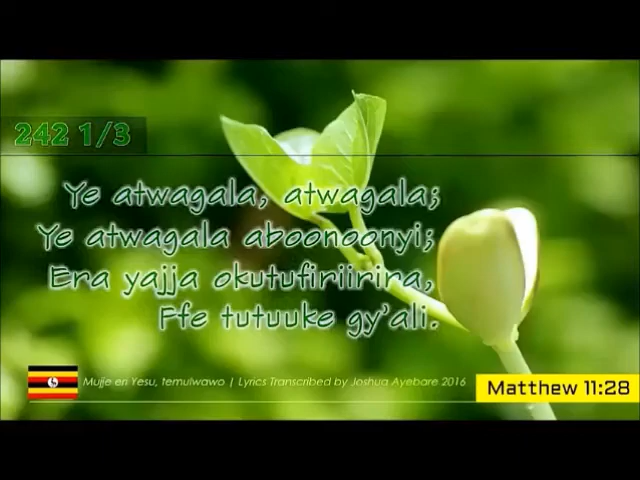 242 1/3
Ye atwagala, atwagala;
Ye atwagala aboonoonyi;
Era yajja okutufiriirira,
Ffe tutuuke gy'ali.
Mujje en Yesu, temulwawo | Lyrics Transcribed by Joshua Ayebare 2016
Matthew 11:28